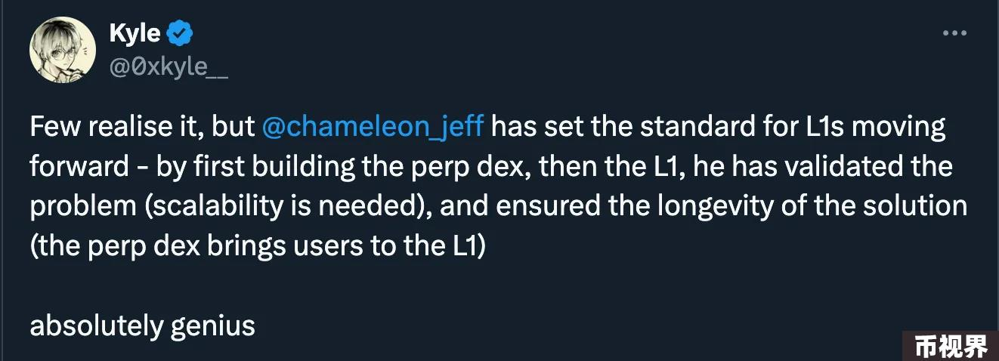 Kyle
@0xkyle__
Few realise it, but @chameleon_jeff has set the standard for L1s moving
forward - by first building the perp dex, then the L1, he has validated the
problem (scalability is needed), and ensured the longevity of the solution
(the perp dex brings users to the L1)
absolutely genius
币视界